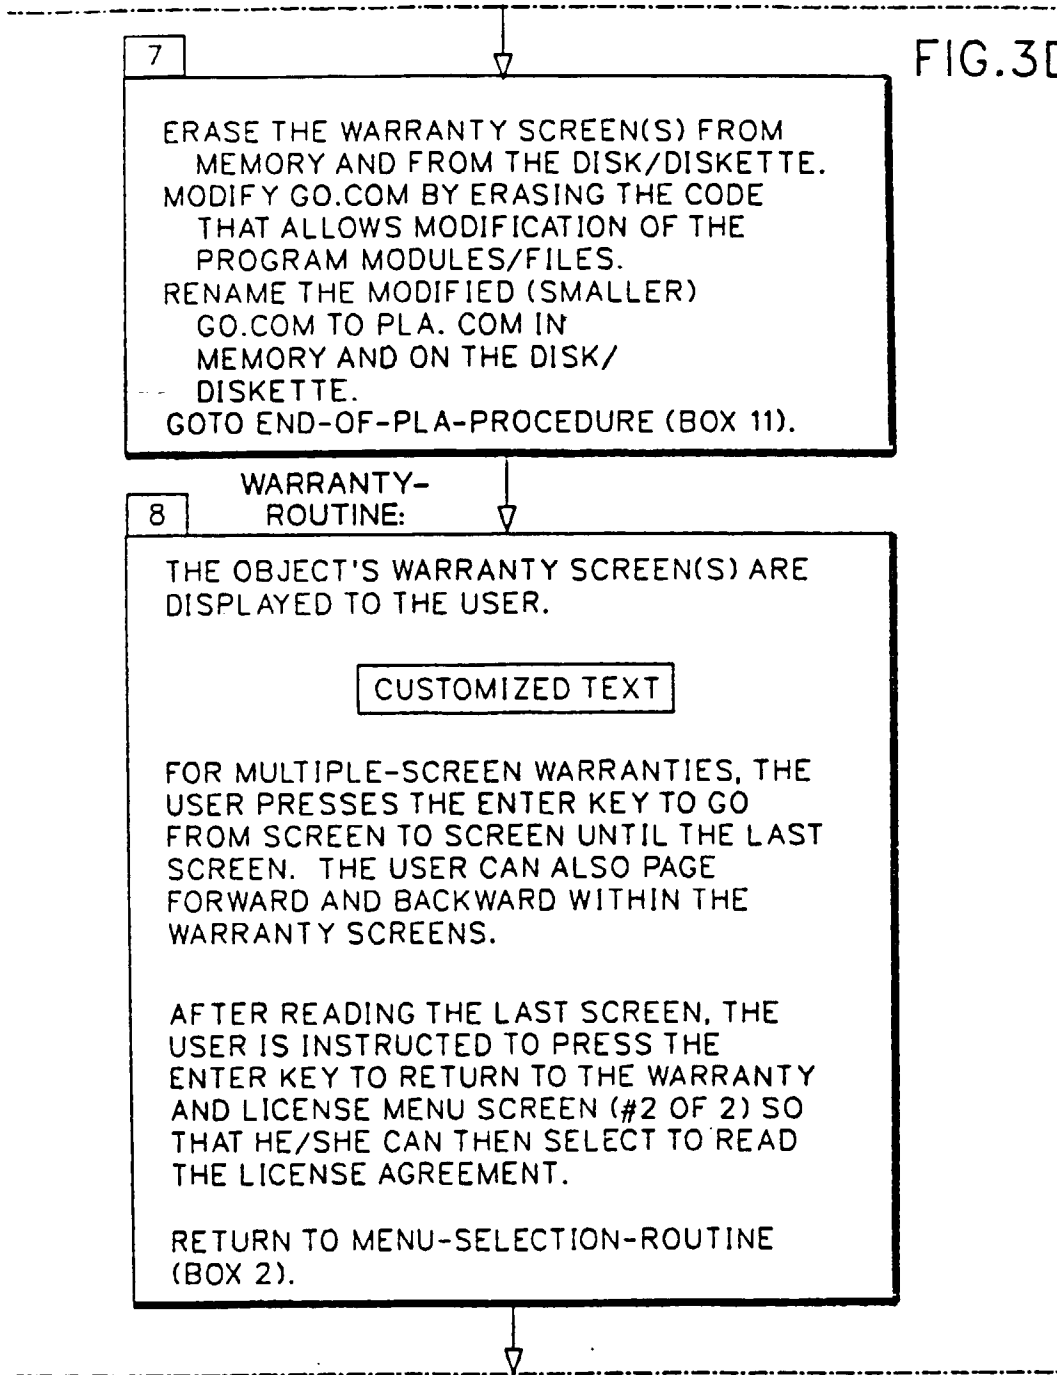 7
FIG.3D
ERASE THE WARRANTY SCREEN(S) FROM
MEMORY AND FROM THE DISK/DISKETTE.
MODIFY GO.COM BY ERASING THE CODE
THAT ALLOWS MODIFICATION OF THE
PROGRAM MODULES/FILES.
RENAME THE MODIFIED (SMALLER)
GO.COM TO PLA. COM IN
MEMORY AND ON THE DISK/
DISKETTE.
GOTO END-OF-PLA-PROCEDURE (BOX 11).
WARRANTY-
ROUTINE:
8
THE OBJECT'S WARRANTY SCREEN(S) ARE
DISPLAYED TO THE USER.
CUSTOMIZED TEXT
FOR MULTIPLE-SCREEN WARRANTIES, THE
USER PRESSES THE ENTER KEY TO GO
FROM SCREEN TO SCREEN UNTIL THE LAST
SCREEN. THE USER CAN ALSO PAGE
FORWARD AND BACKWARD WITHIN THE
WARRANTY SCREENS.
AFTER READING THE LAST SCREEN, THE
USER IS INSTRUCTED TO PRESS THE
ENTER KEY TO RETURN TO THE WARRANTY
AND LICENSE MENU SCREEN (#2 OF 2) SO
THAT HE/SHE CAN THEN SELECT TO READ
THE LICENSE AGREEMENT.
RETURN TO MENU-SELECTION-ROUTINE
(BOX 2).